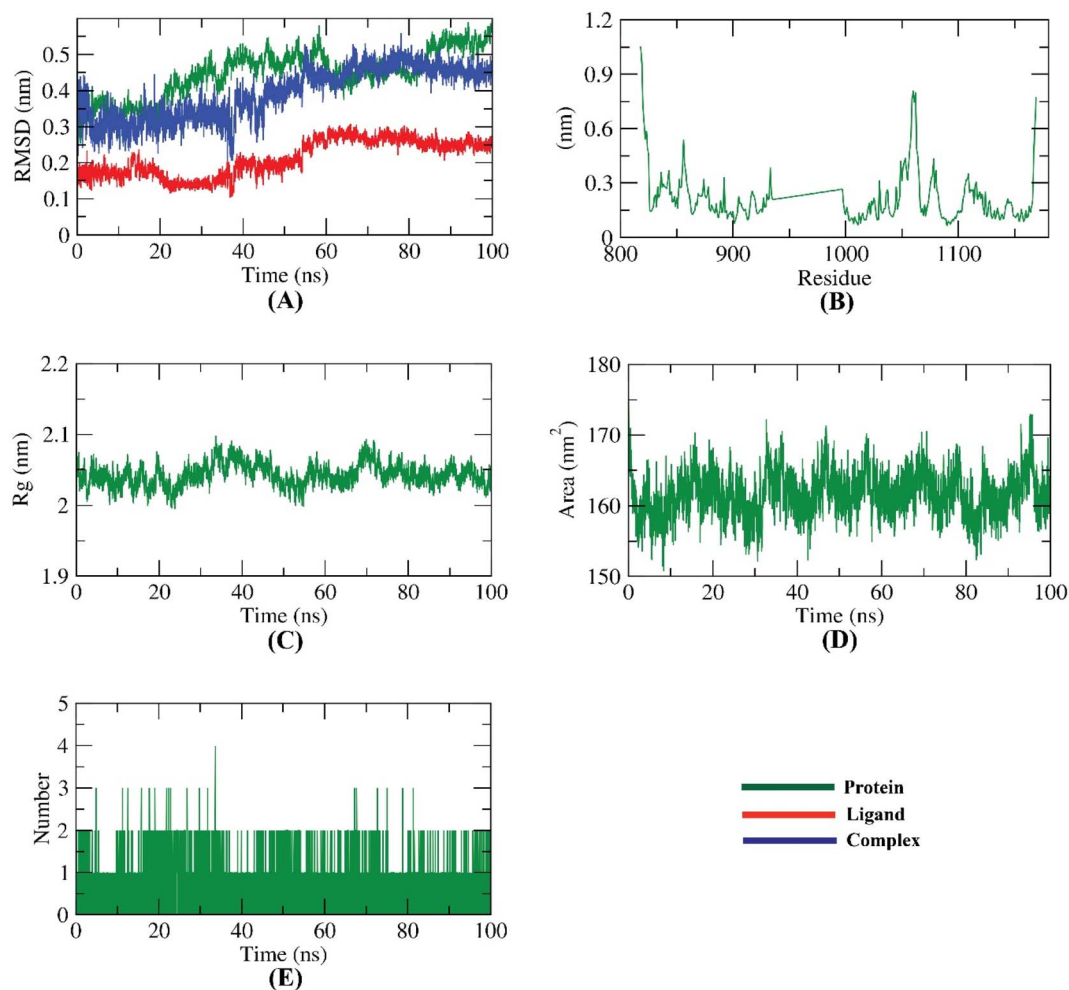 RMSD (nm)
0.5
0.4
0.3
0.2
0.1
0
0 20 40 60 80 100
Time (ns)
(A)
(nm)
1.2
0.9
0.6
0.3
0
800 900 1000 1100
Residue
(B)
Rg (nm)
2.2
2.1
2
1.9
0 20 40 60 80 100
Time (ns)
(C)
Area (nm²)
180
170
160
150
0 20 40 60 80 100
Time (ns)
(D)
Number
5
4
3
2
1
0
0 20 40 60 80 100
Time (ns)
(E)
Protein
Ligand
Complex